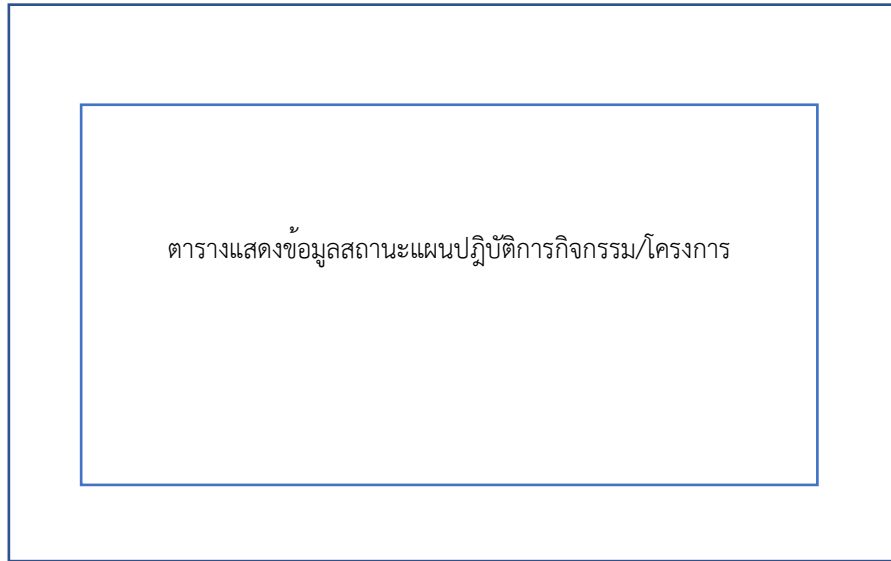 ตารางแสดงข้อมูลสถานะแผนปฎิบัติการกิจกรรม/โครงการ